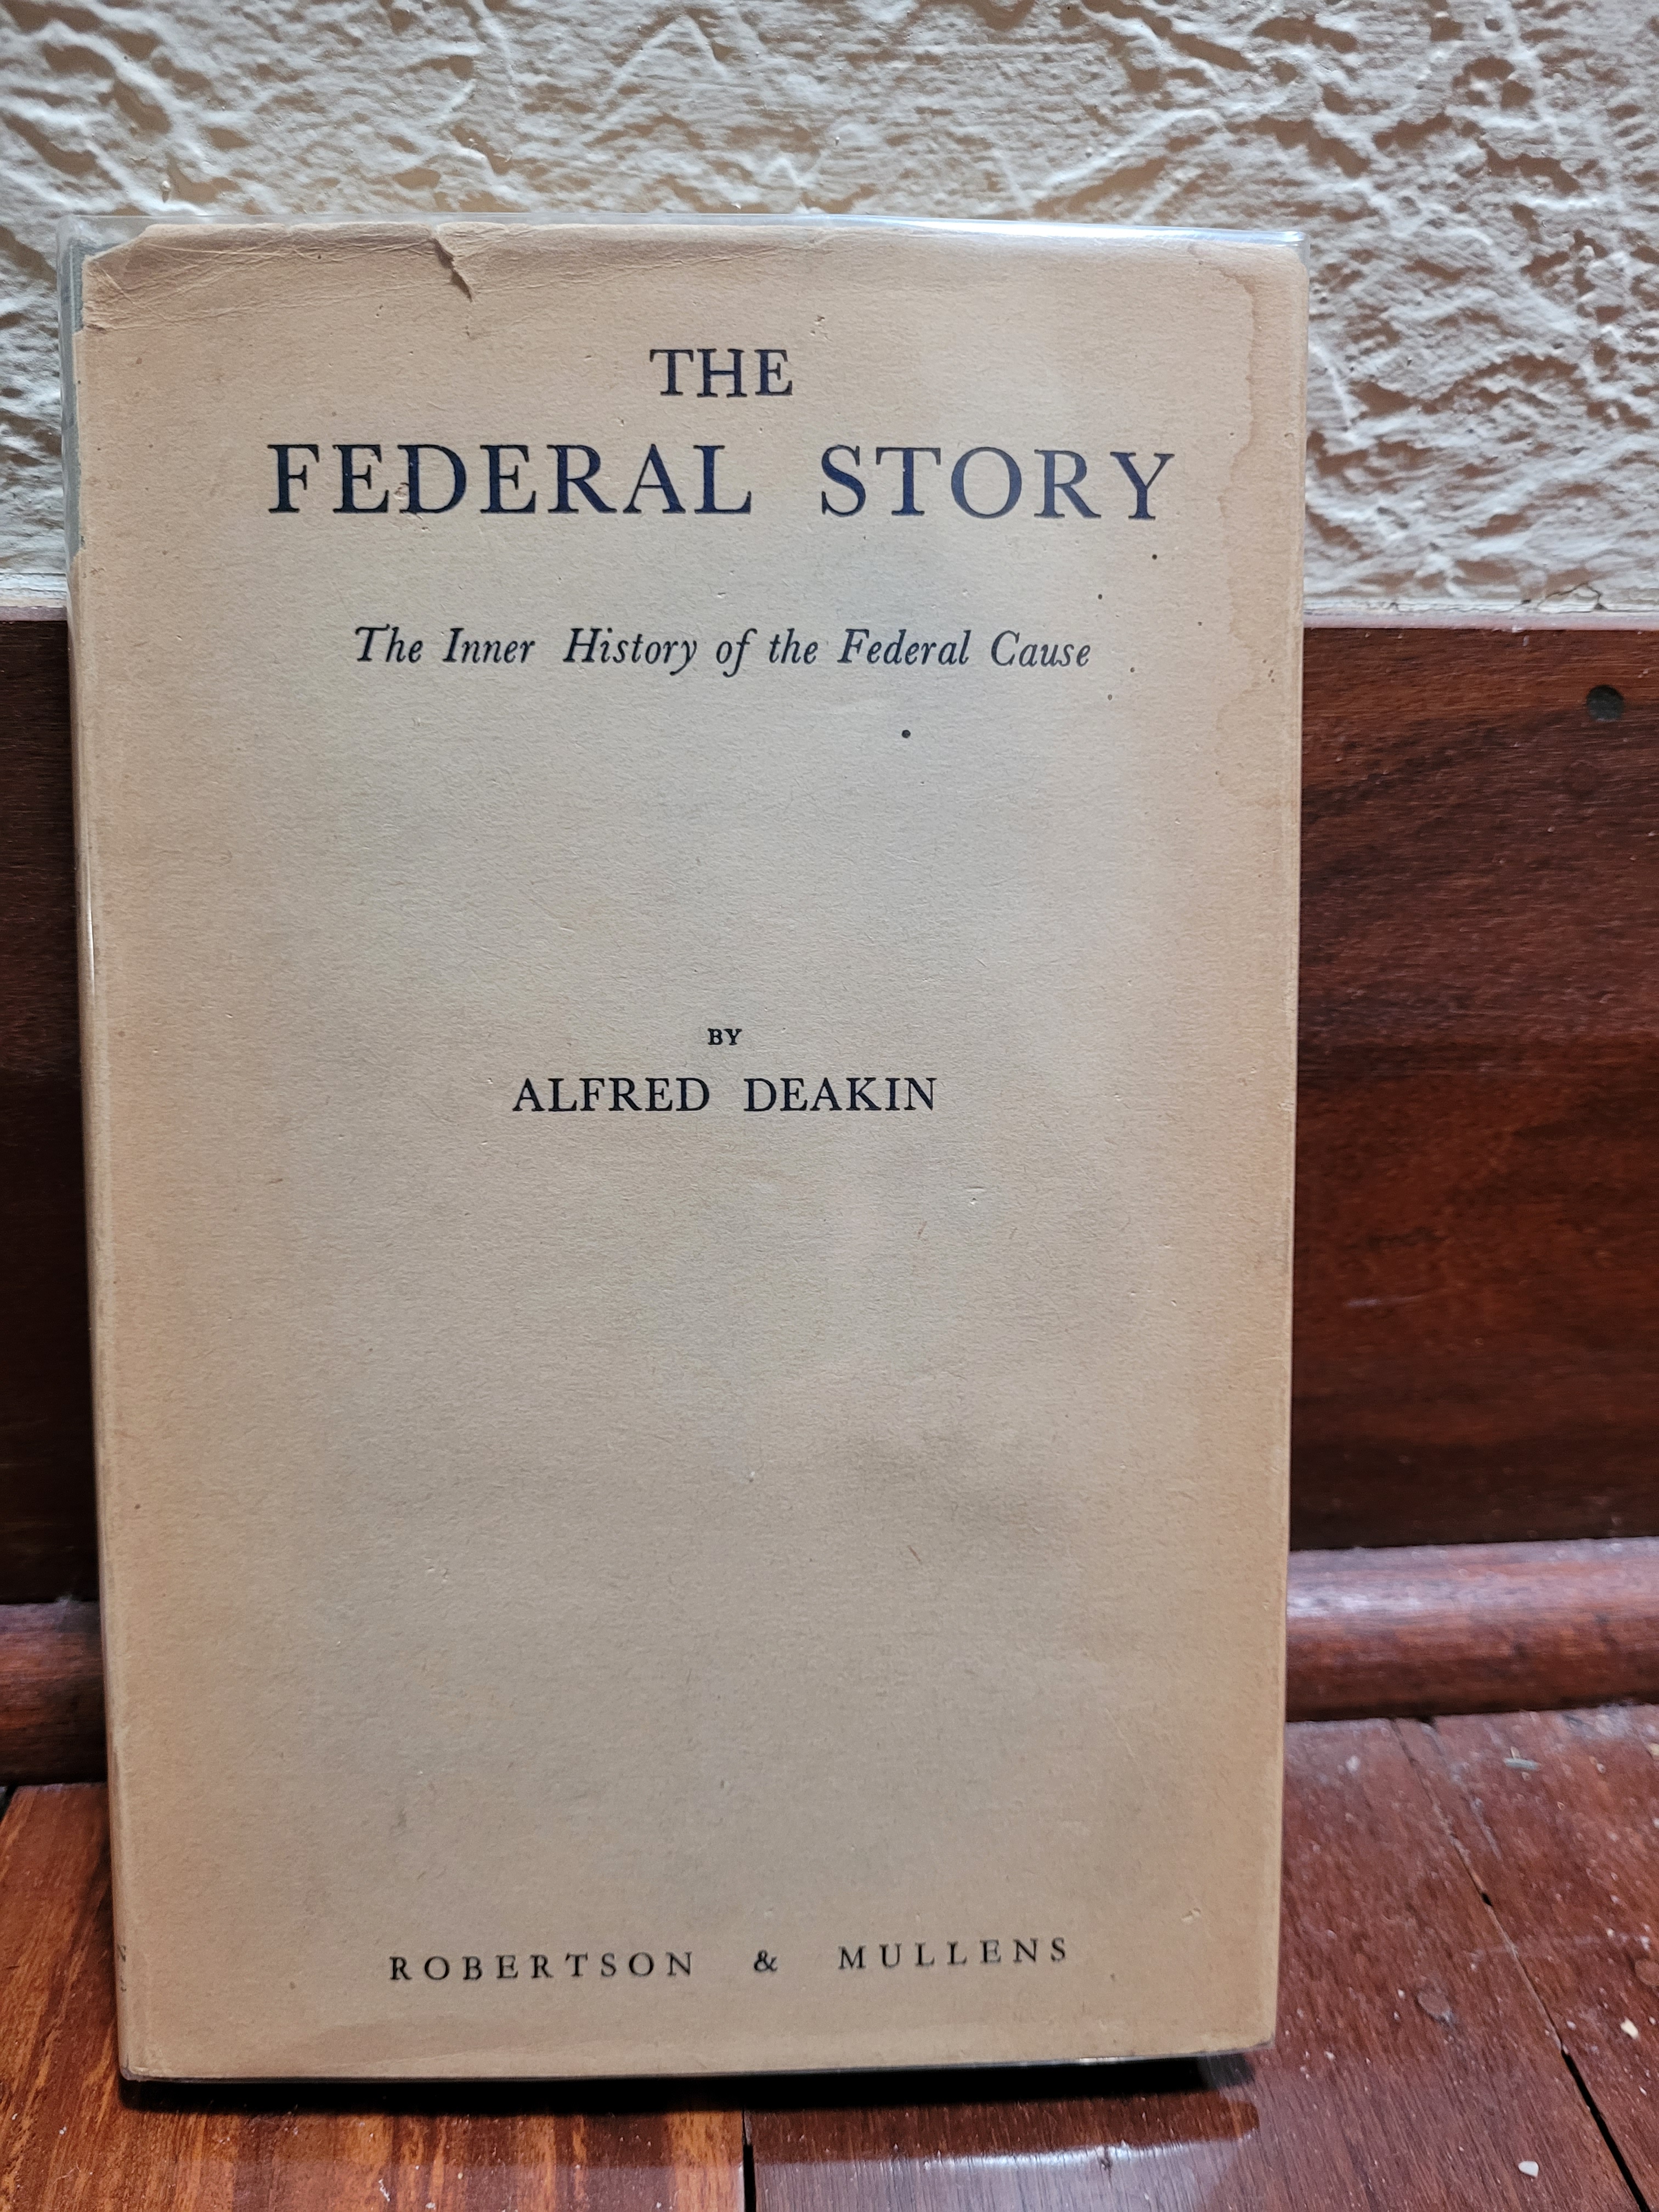 THE
FEDERAL STORY
The Inner History of the Federal Cause
BY
ALFRED DEAKIN
ROBERTSON & MULLENS